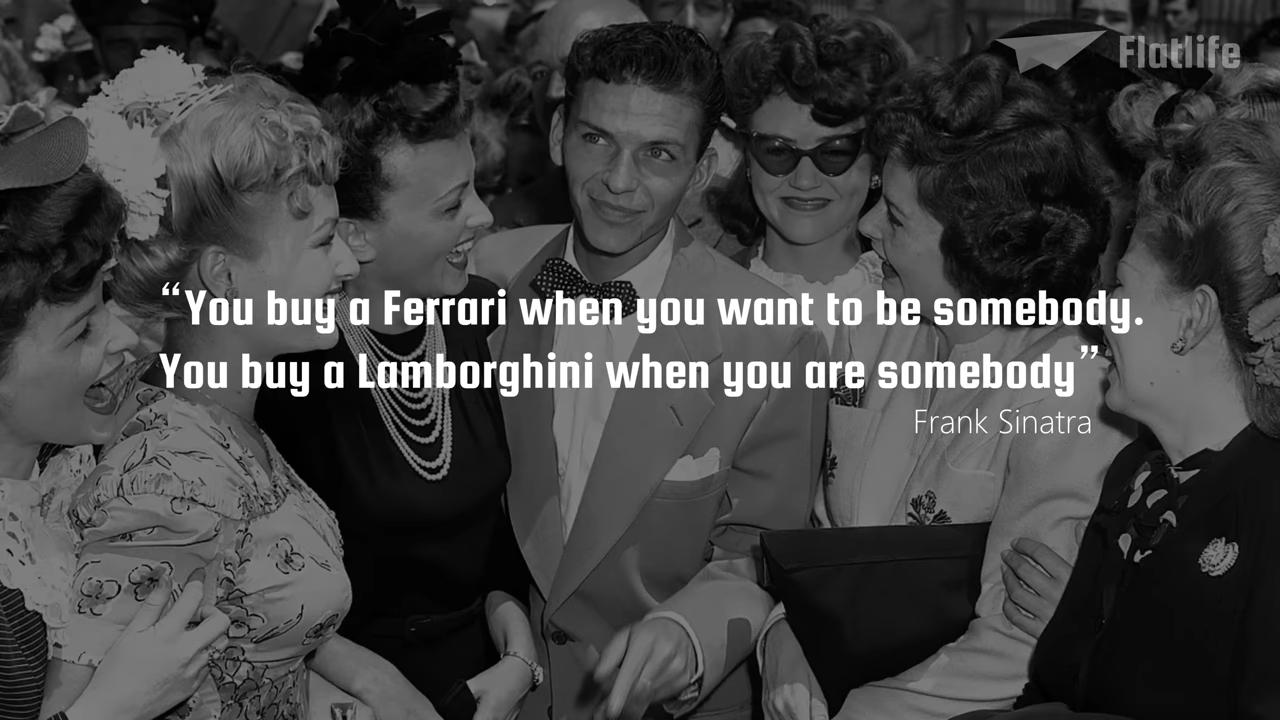 Flatlife
“You buy a Ferrari when you want to be somebody.
You buy a Lamborghini when you are somebody”
Frank Sinatra